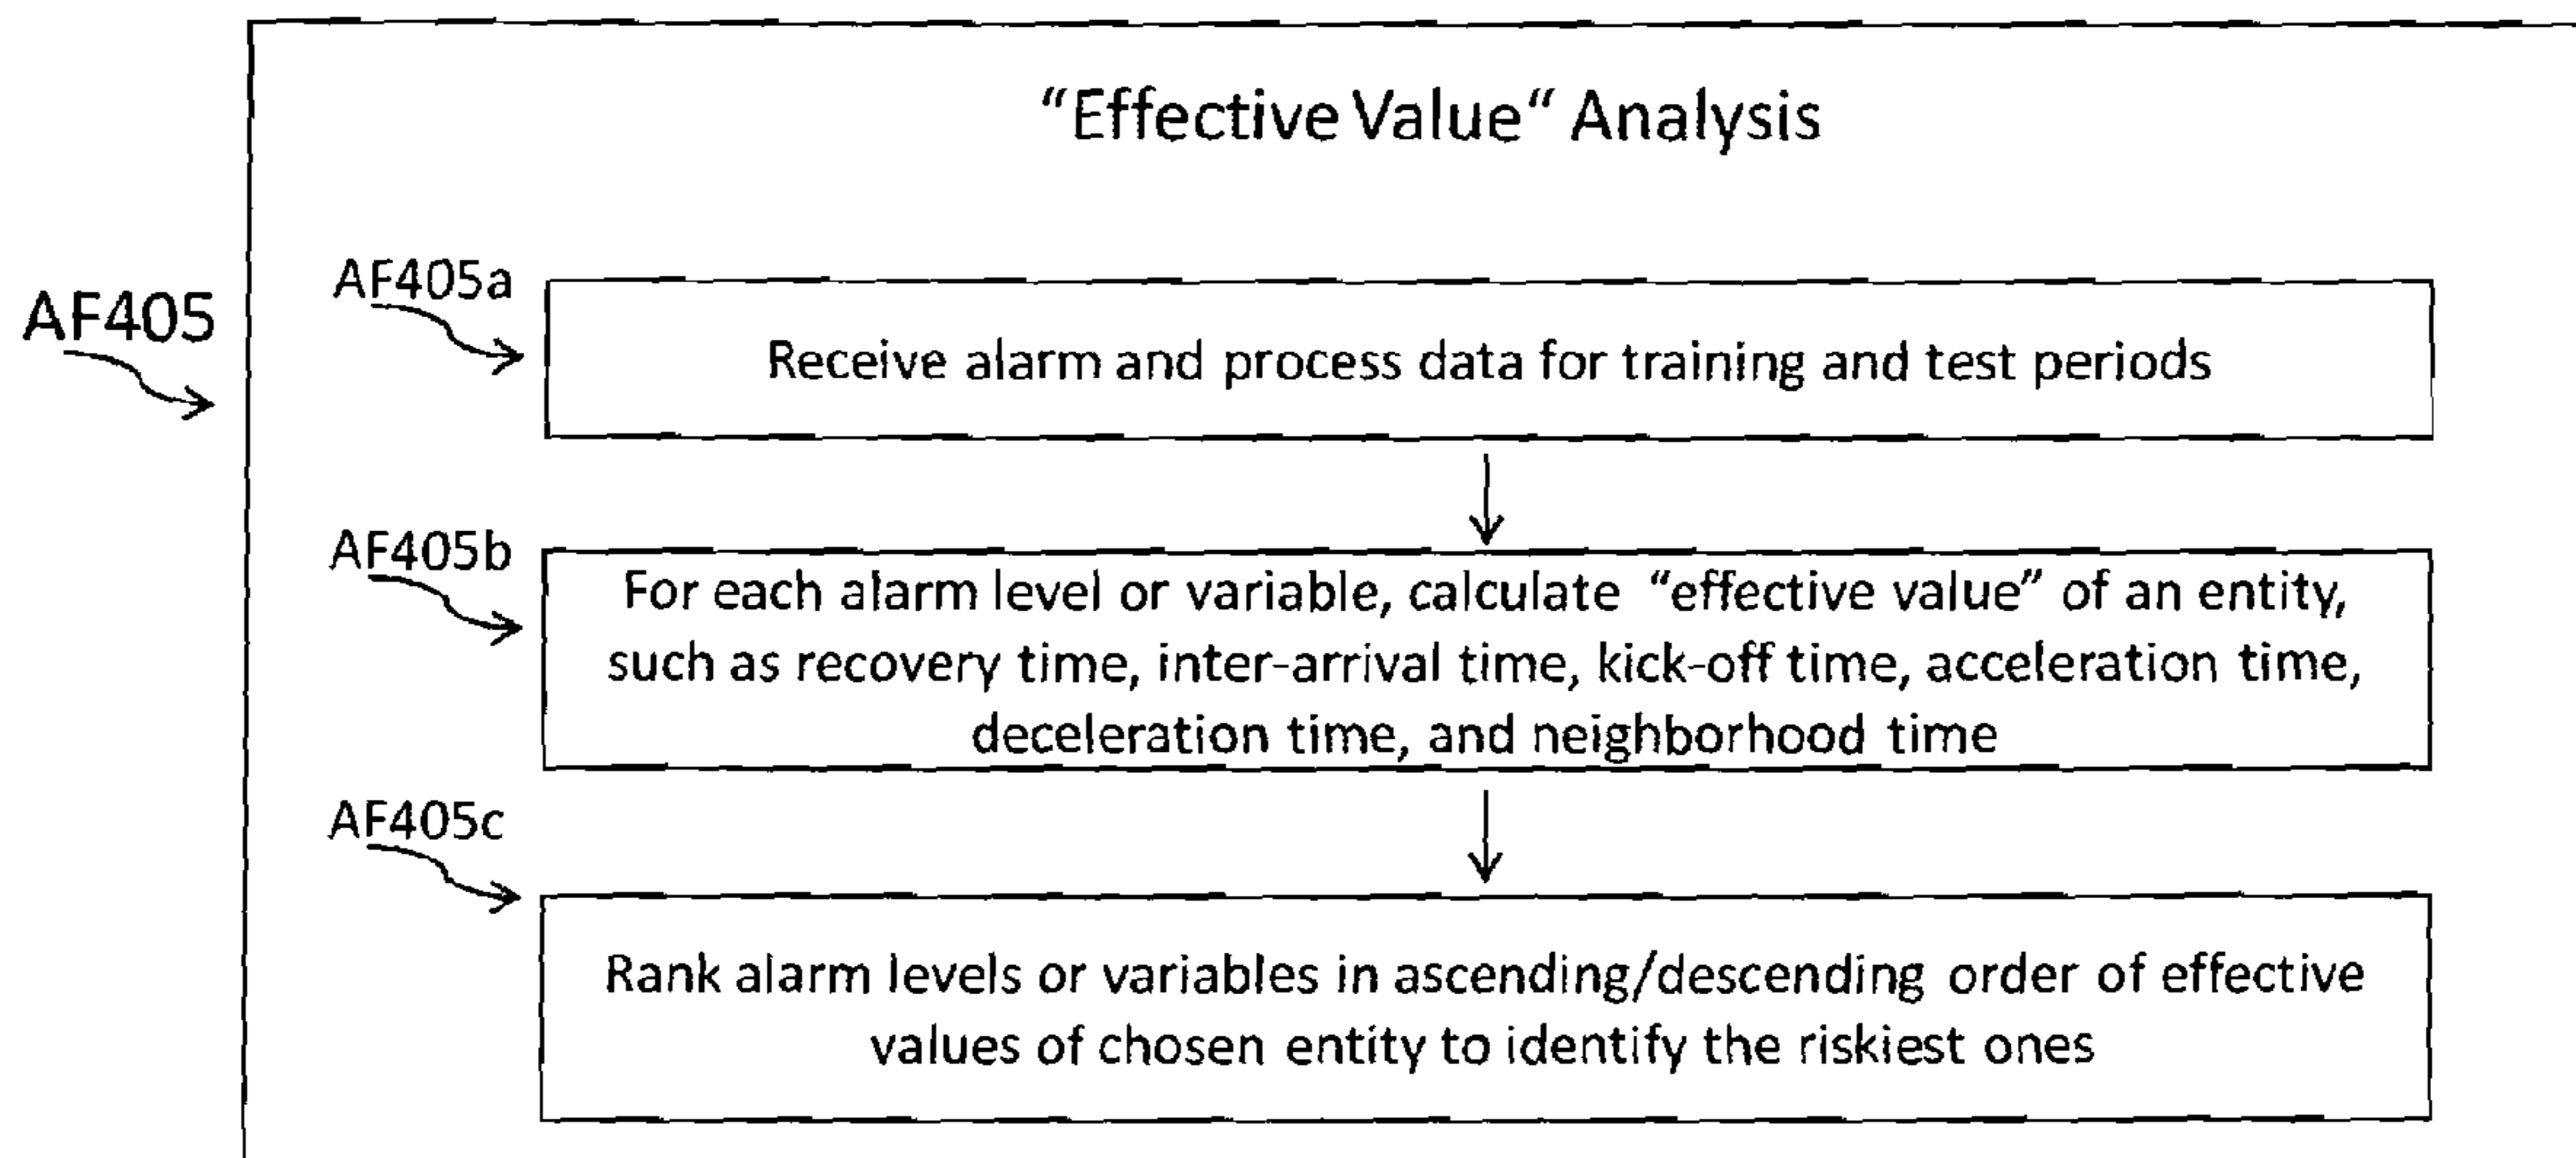 “Effective Value“ Analysis
AF405
AF405a
Receive alarm and process data for training and test periods
AF405b
For each alarm level or variable, calculate “effective value” of an entity,
such as recovery time, inter-arrival time, kick-off time, acceleration time,
deceleration time, and neighborhood time
AF405c
Rank alarm levels or variables in ascending/descending order of effective
values of chosen entity to identify the riskiest ones